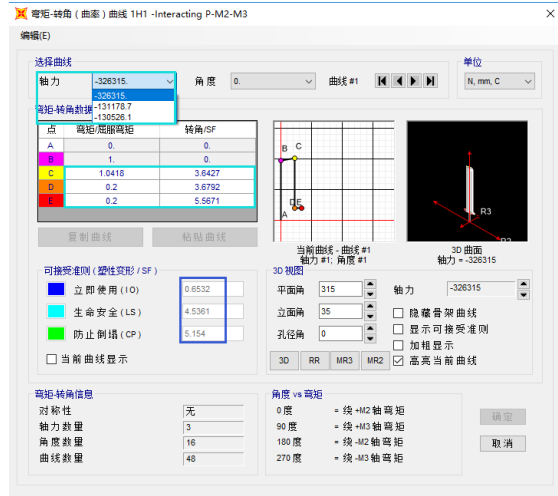 弯矩-转角 ( 曲率 ) 曲线 1H1 -Interacting P-M2-M3
编辑(E)
选择曲线
轴力 -326315. 角度 0. 曲线 #1
-326315.
-131178.7
-130526.1
单位
N, mm, C
弯矩-转角数据
点 弯矩/屈服弯矩 转角/SF
A 0. 0.
B 1. 0.
C 1.0418 3.6427
D 0.2 3.6792
E 0.2 5.5671
复制曲线 粘贴曲线
B C
A DE
当前曲线 - 曲线 #1
轴力 #1; 角度 #1
R3
3D 曲面
轴力 = -326315
可接受准则 ( 塑性变形 / SF )
立即使用 ( I O ) 0.6532
生命安全 ( LS ) 4.5361
防止倒塌 ( CP ) 5.154
当前曲线显示
3D 视图
平面角 315 轴力 -326315
立面角 35
孔径角 0
隐藏骨架曲线
显示可接受准则
加粗显示
高亮当前曲线
3D RR MR3 MR2
弯矩-转角信息
对称性 无
轴力数量 3
角度数量 16
曲线数量 48
角度 vs 弯矩
0 度 = 绕 +M2 轴弯矩
90 度 = 绕 +M3 轴弯矩
180 度 = 绕 -M2 轴弯矩
270 度 = 绕 -M3 轴弯矩
确定
取消